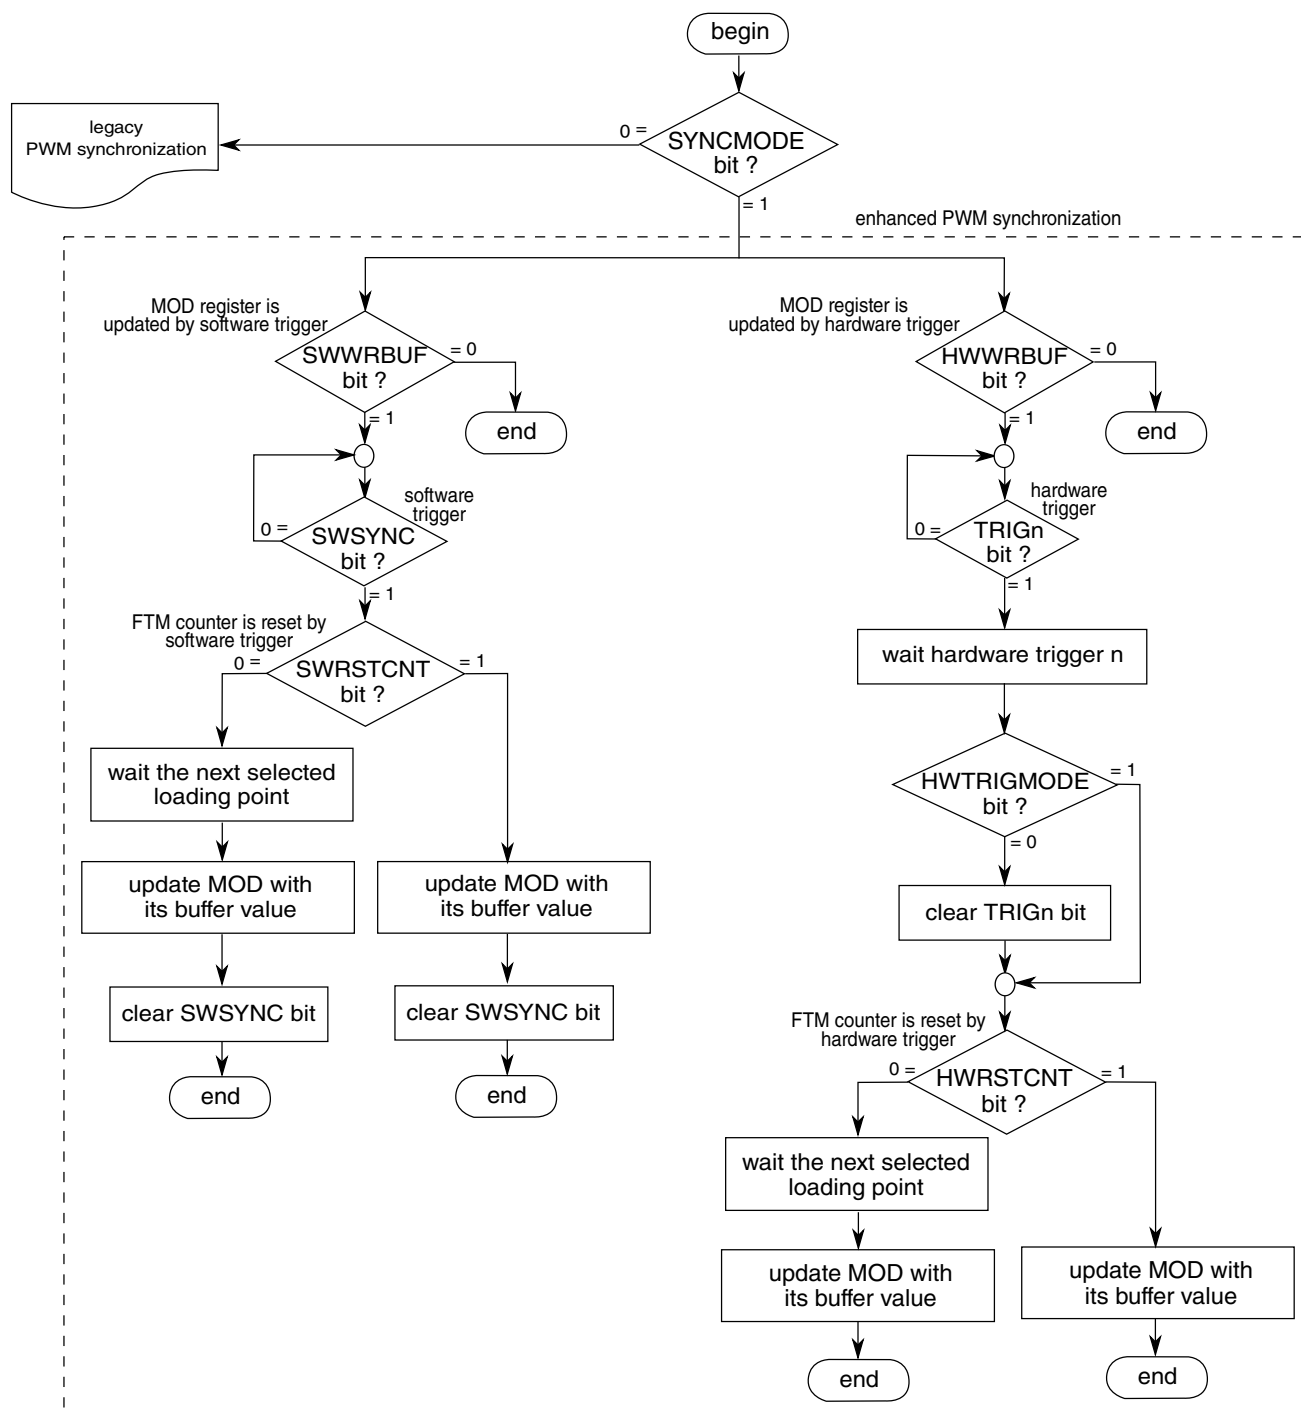 begin
legacy
PWM synchronization
0 =
SYNCMODE
bit ?
= 1
enhanced PWM synchronization
MOD register is
updated by software trigger
SWWRBUF
bit ?
= 0
end
= 1
software
trigger
0 =
SWSYNC
bit ?
= 1
FTM counter is reset by
software trigger
0 =
SWRSTCNT
bit ?
= 1
wait the next selected
loading point
update MOD with
its buffer value
clear SWSYNC bit
end
update MOD with
its buffer value
clear SWSYNC bit
end
MOD register is
updated by hardware trigger
HWWRBUF
bit ?
= 0
end
= 1
hardware
trigger
0 =
TRIGn
bit ?
= 1
wait hardware trigger n
HWTRIGMODE
bit ?
= 1
= 0
clear TRIGn bit
FTM counter is reset by
hardware trigger
0 =
HWRSTCNT
bit ?
= 1
wait the next selected
loading point
update MOD with
its buffer value
end
update MOD with
its buffer value
end